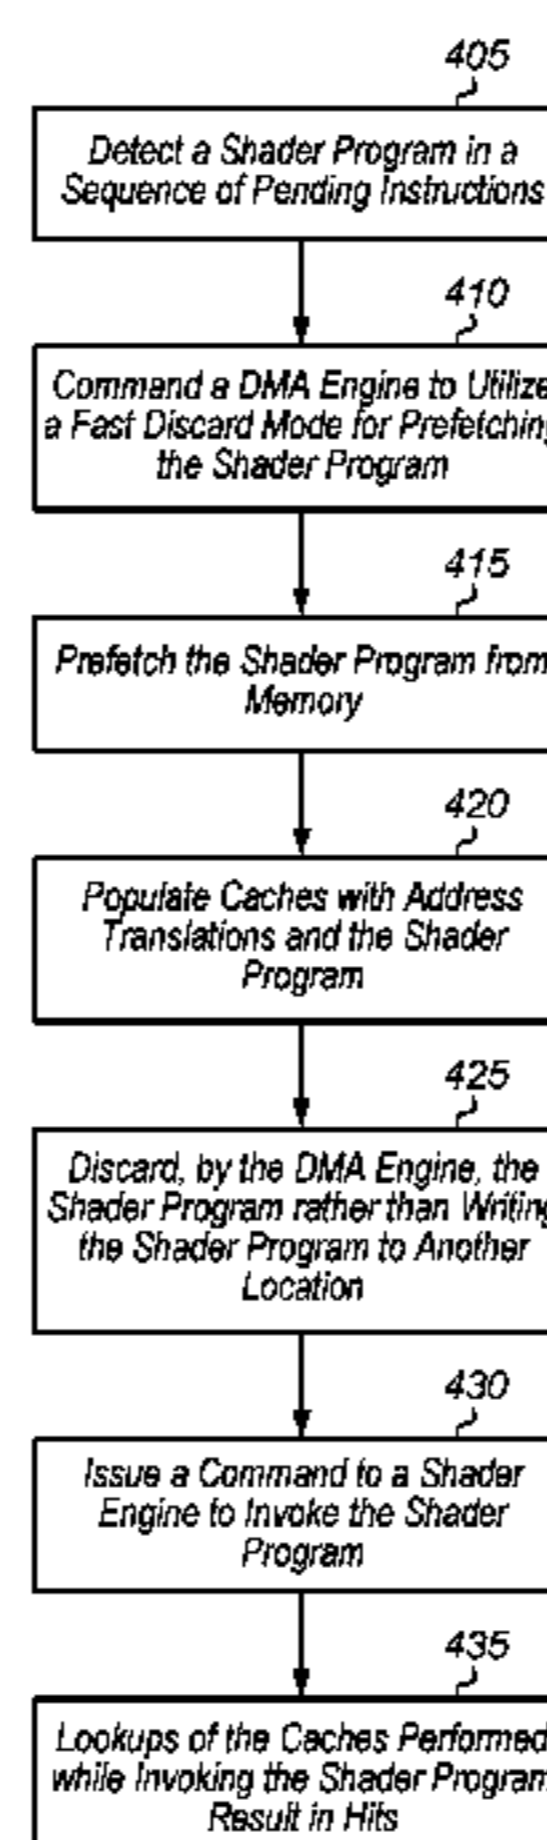 405
Detect a Shader Program in a
Sequence of Pending Instructions
410
Command a DMA Engine to Utilize
a Fast Discard Mode for Prefetching
the Shader Program
415
Prefetch the Shader Program from
Memory
420
Populate Caches with Address
Translations and the Shader
Program
425
Discard, by the DMA Engine, the
Shader Program rather than Writing
the Shader Program to Another
Location
430
Issue a Command to a Shader
Engine to Invoke the Shader
Program
435
Lookups of the Caches Performed
while Invoking the Shader Program
Result in Hits